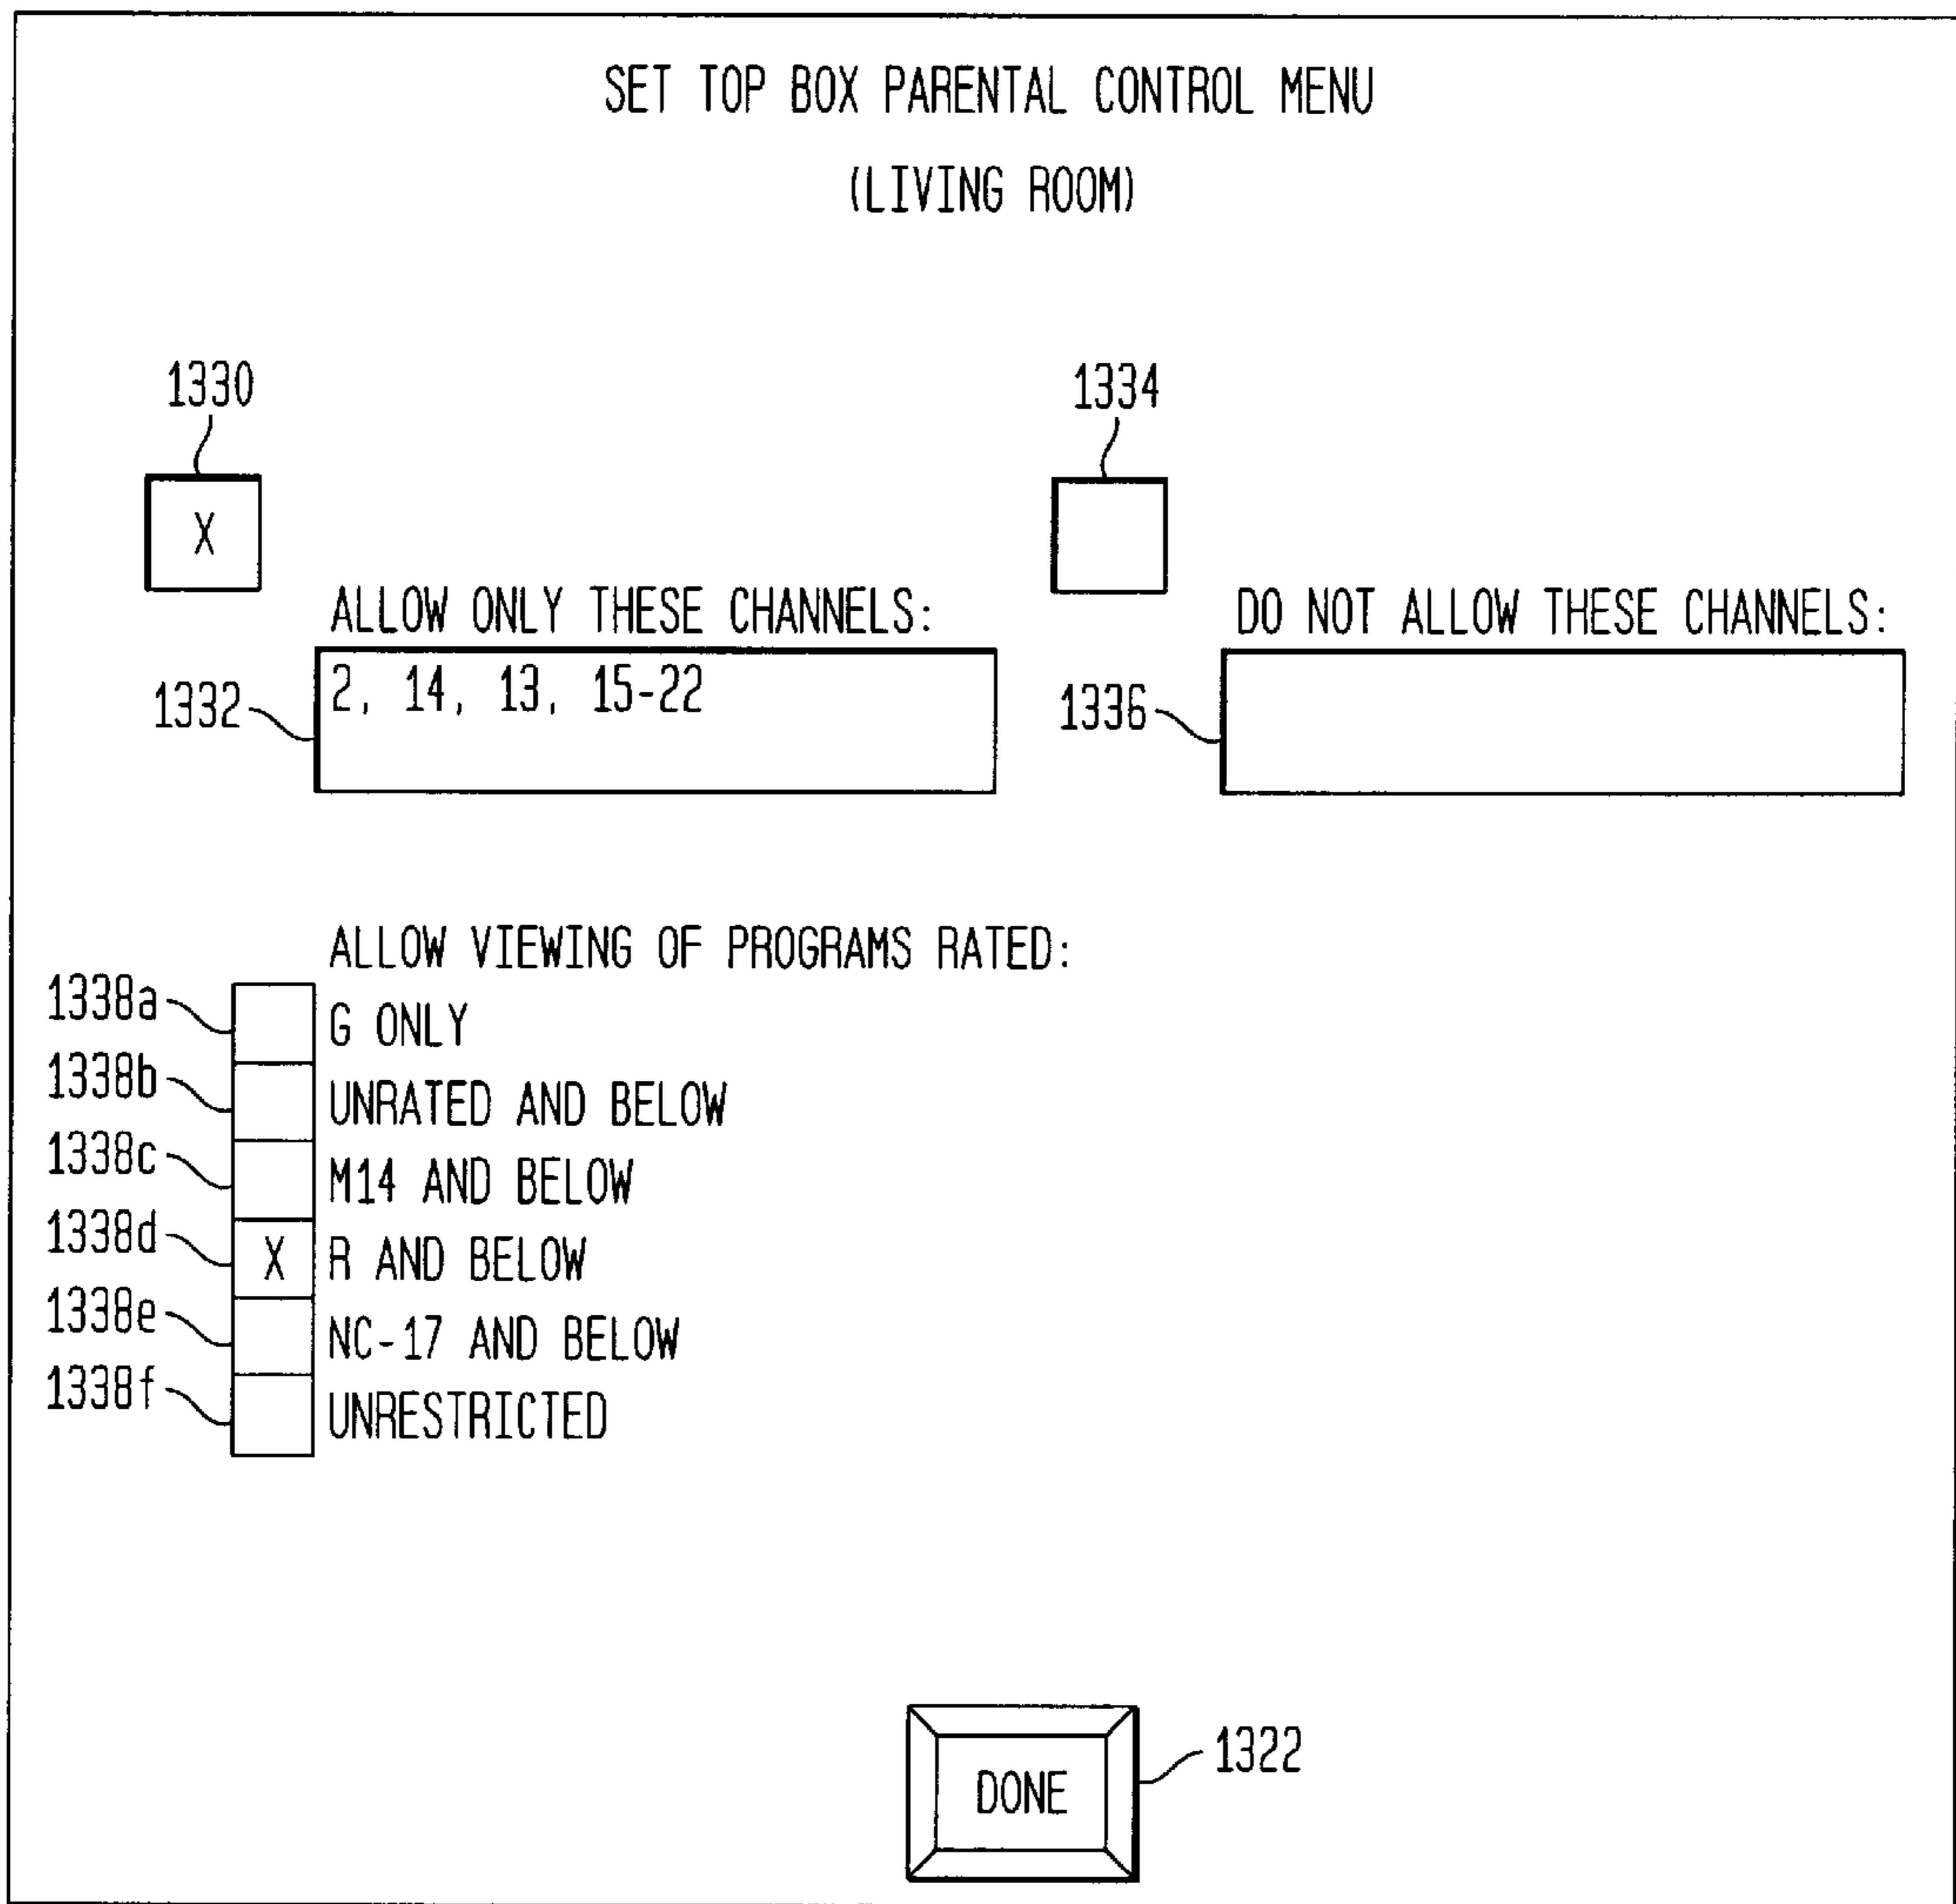 SET TOP BOX PARENTAL CONTROL MENU
(LIVING ROOM)
1330
1334
X
ALLOW ONLY THESE CHANNELS:
DO NOT ALLOW THESE CHANNELS:
1332
2, 14, 13, 15-22
1336
ALLOW VIEWING OF PROGRAMS RATED:
1338a
G ONLY
1338b
UNRATED AND BELOW
1338c
M14 AND BELOW
1338d
X
R AND BELOW
1338e
NC-17 AND BELOW
1338f
UNRESTRICTED
1322
DONE